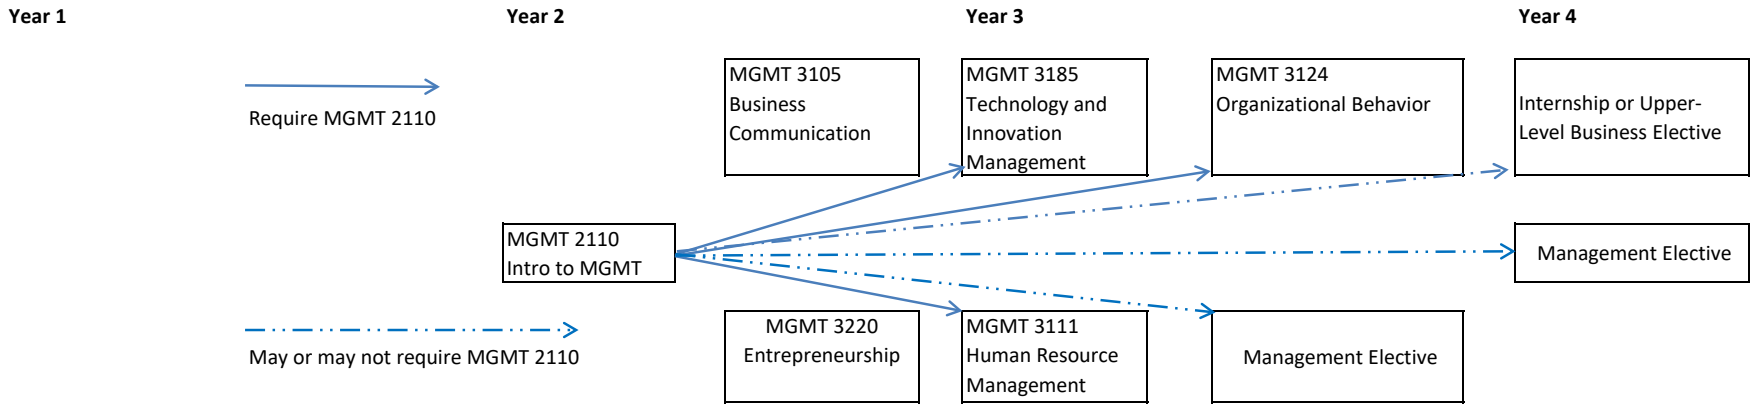 Year 1
Year 2
Year 3
Year 4
Require MGMT 2110
MGMT 3105
Business
Communication
MGMT 3185
Technology and
Innovation
Management
MGMT 3124
Organizational Behavior
Internship or Upper-
Level Business Elective
MGMT 2110
Intro to MGMT
Management Elective
May or may not require MGMT 2110
MGMT 3220
Entrepreneurship
MGMT 3111
Human Resource
Management
Management Elective